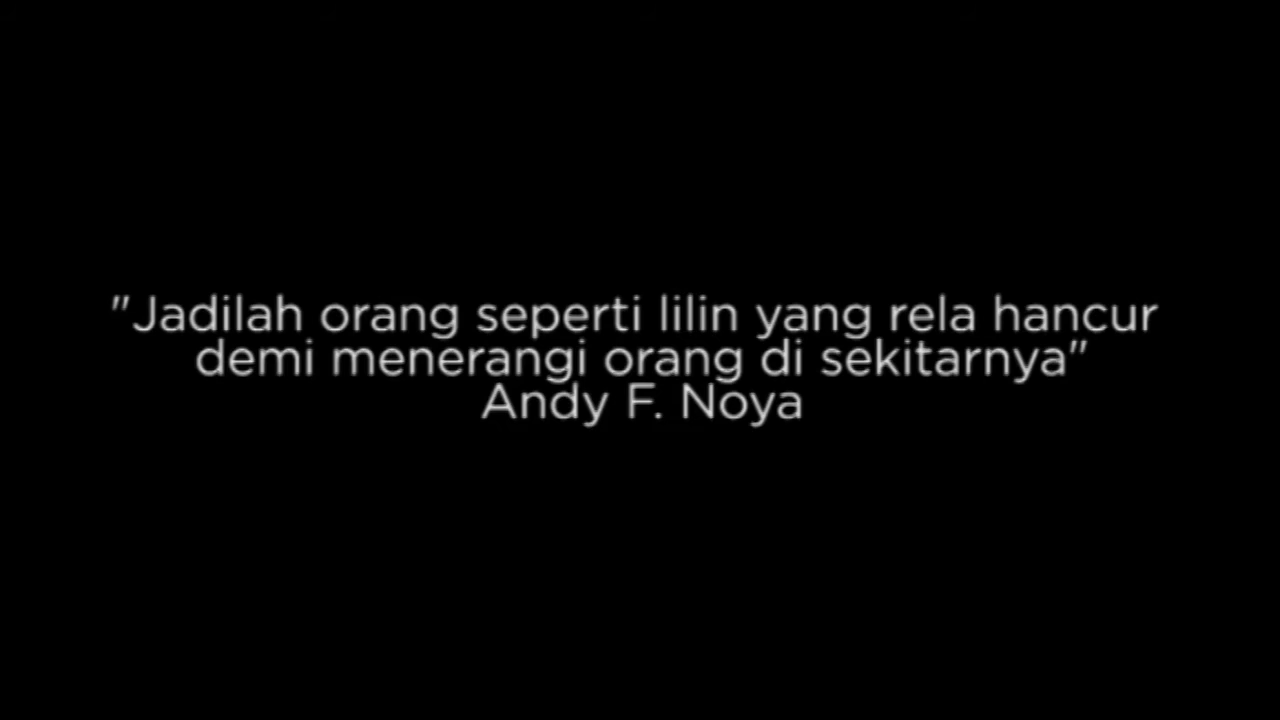 "Jadilah orang seperti lilin yang rela hancur
demi menerangi orang di sekitarnya"
Andy F. Noya